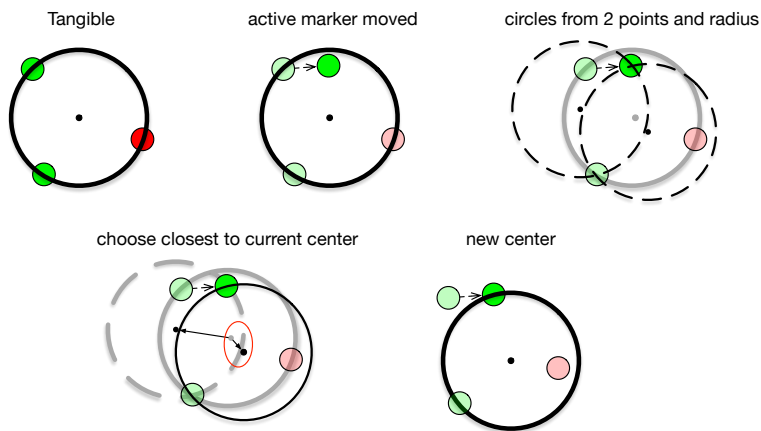 Tangible
active marker moved
circles from 2 points and radius
choose closest to current center
new center